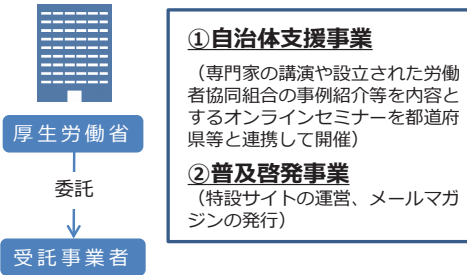 厚生労働省
委託
受託事業者
①自治体支援事業
（専門家の講演や設立された労働
者協同組合の事例紹介等を内容と
するオンラインセミナーを都道府
県等と連携して開催）
②普及啓発事業
（特設サイトの運営、メールマガ
ジンの発行）